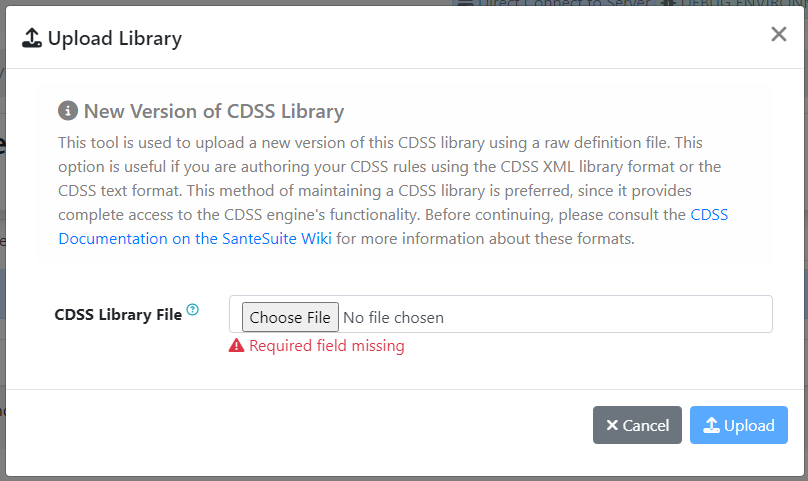 Direct Connect to Server
Upload Library
New Version of CDSS Library
This tool is used to upload a new version of this CDSS library using a raw definition file. This
option is useful if you are authoring your CDSS rules using the CDSS XML library format or the
CDSS text format. This method of maintaining a CDSS library is preferred, since it provides
complete access to the CDSS engine's functionality. Before continuing, please consult the CDSS
Documentation on the SanteSuite Wiki for more information about these formats.
CDSS Library File
Choose File No file chosen
Required field missing
Cancel Upload